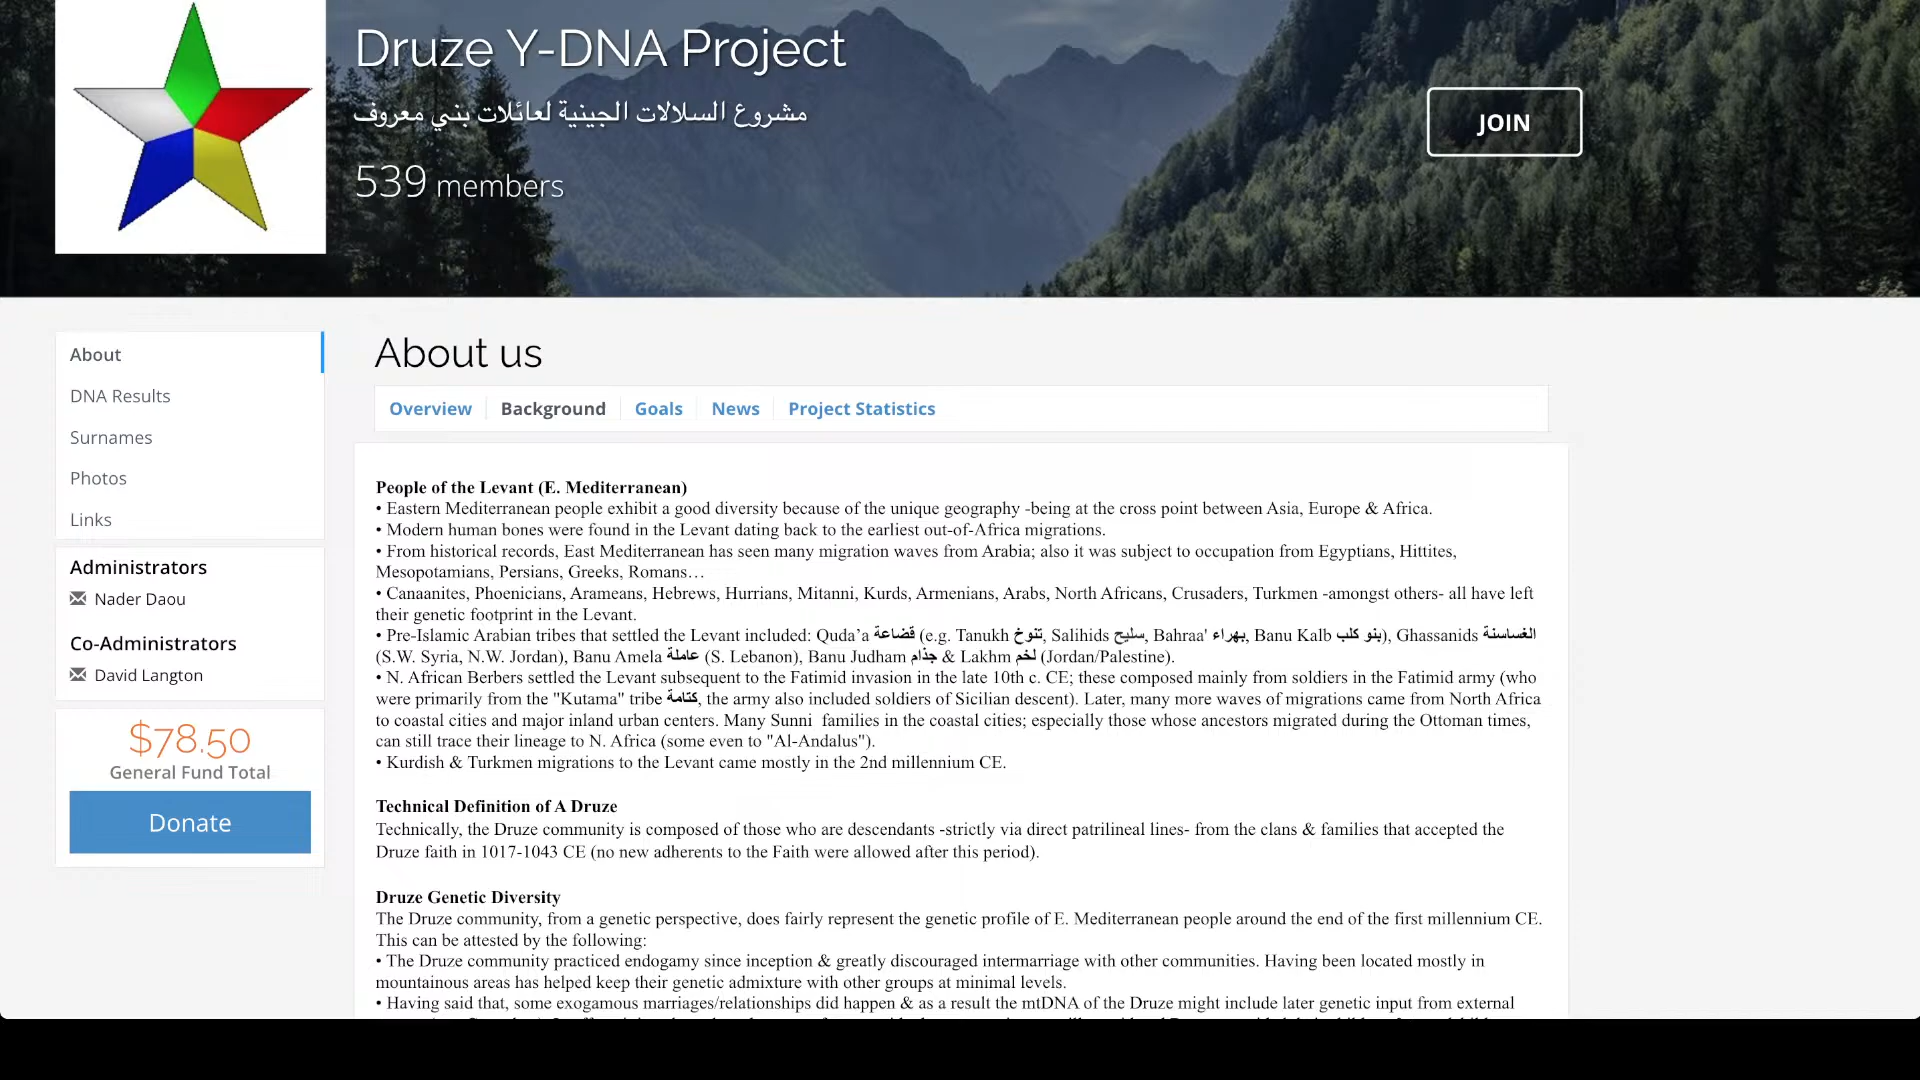 Druze Y-DNA Project
مشروع السلالات الجينية لعائلات بني معروف
539 members
JOIN
About
DNA Results
Surnames
Photos
Links
Administrators
Nader Daou
Co-Administrators
David Langton
$78.50
General Fund Total
Donate
About us
Overview
Background
Goals
News
Project Statistics
People of the Levant (E. Mediterranean)
• Eastern Mediterranean people exhibit a good diversity because of the unique geography -being at the cross point between Asia, Europe & Africa.
• Modern human bones were found in the Levant dating back to the earliest out-of-Africa migrations.
• From historical records, East Mediterranean has seen many migration waves from Arabia; also it was subject to occupation from Egyptians, Hittites,
Mesopotamians, Persians, Greeks, Romans…
• Canaanites, Phoenicians, Arameans, Hebrews, Hurrians, Mitanni, Kurds, Armenians, Arabs, North Africans, Crusaders, Turkmen -amongst others- all have left
their genetic footprint in the Levant.
• Pre-Islamic Arabian tribes that settled the Levant included: Quda’a قضاعة (e.g. Tanukh تنوخ, Salihids سليح, Bahraa' بهراء, Banu Kalb بنو كلب), Ghassanids الغساسنة
(S.W. Syria, N.W. Jordan), Banu Amela عاملة (S. Lebanon), Banu Judham جذام & Lakhm لخم (Jordan/Palestine).
• N. African Berbers settled the Levant subsequent to the Fatimid invasion in the late 10th c. CE; these composed mainly from soldiers in the Fatimid army (who
were primarily from the "Kutama" tribe كتامة, the army also included soldiers of Sicilian descent). Later, many more waves of migrations came from North Africa
to coastal cities and major inland urban centers. Many Sunni families in the coastal cities; especially those whose ancestors migrated during the Ottoman times,
can still trace their lineage to N. Africa (some even to "Al-Andalus").
• Kurdish & Turkmen migrations to the Levant came mostly in the 2nd millennium CE.
Technical Definition of A Druze
Technically, the Druze community is composed of those who are descendants -strictly via direct patrilineal lines- from the clans & families that accepted the
Druze faith in 1017-1043 CE (no new adherents to the Faith were allowed after this period).
Druze Genetic Diversity
The Druze community, from a genetic perspective, does fairly represent the genetic profile of E. Mediterranean people around the end of the first millennium CE.
This can be attested by the following:
• The Druze community practiced endogamy since inception & greatly discouraged intermarriage with other communities. Having been located mostly in
mountainous areas has helped keep their genetic admixture with other groups at minimal levels.
• Having said that, some exogamous marriages/relationships did happen & as a result the mtDNA of the Druze might include later genetic input from external